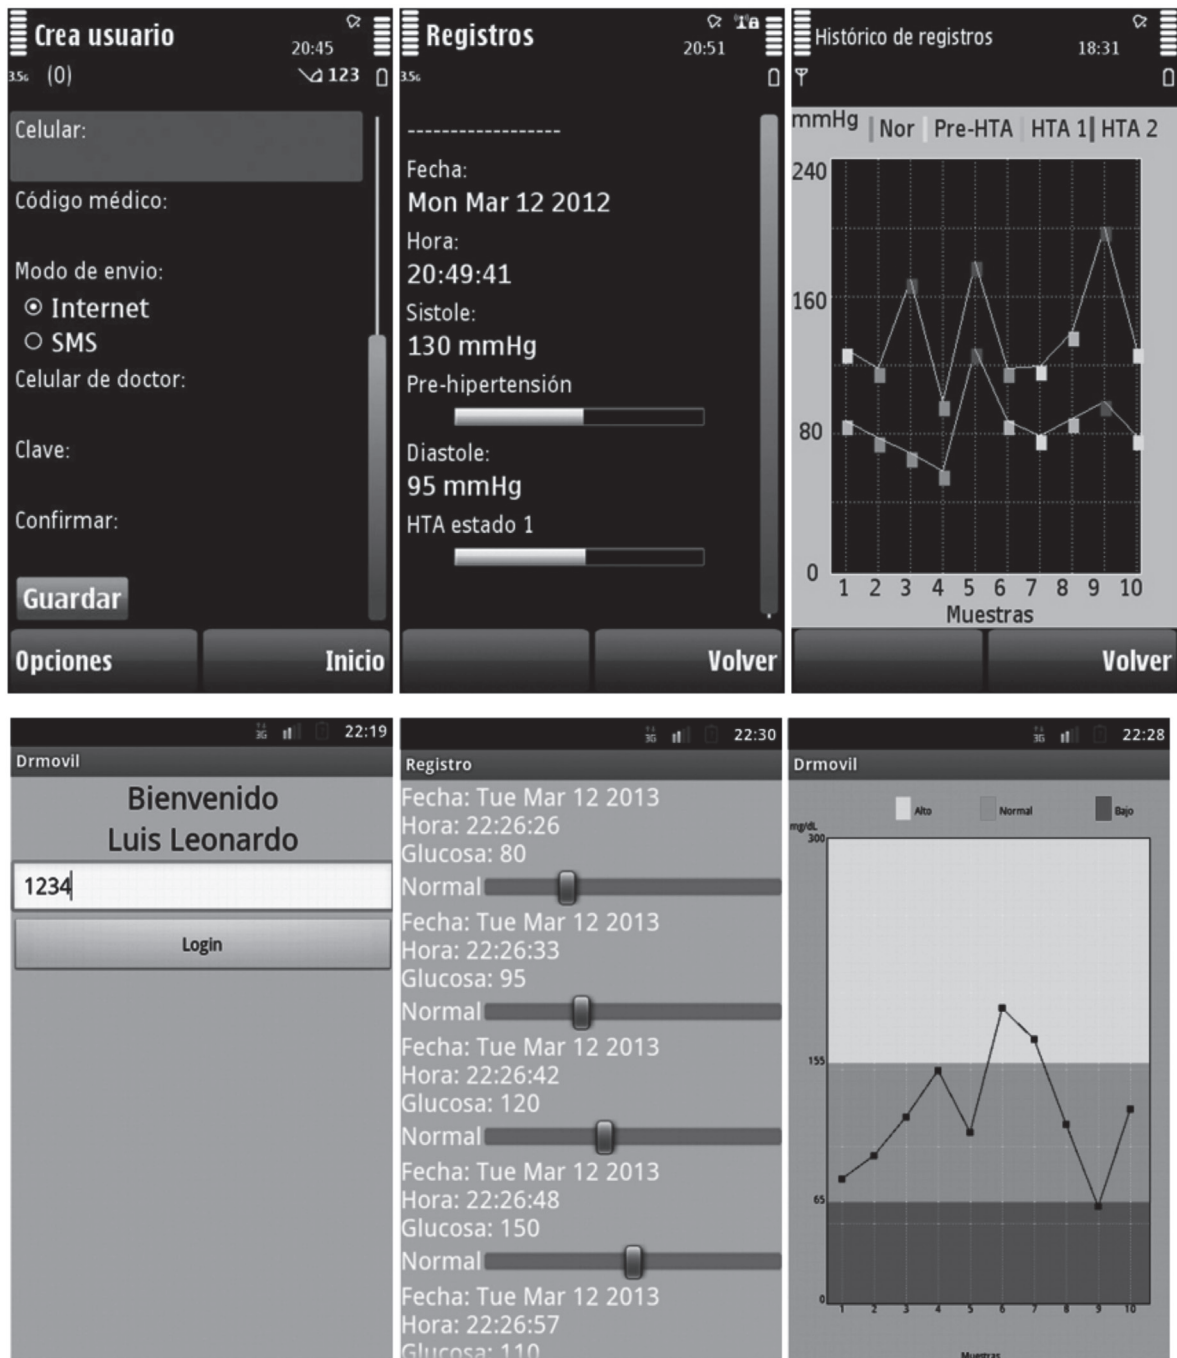 Crea usuario
20:45
3.5G (0) 123
Celular:
Código médico:
Modo de envio:
Internet
SMS
Celular de doctor:
Clave:
Confirmar:
Guardar
Opciones Inicio
Registros
20:51
3.5G
------------------
Fecha:
Mon Mar 12 2012
Hora:
20:49:41
Sistole:
130 mmHg
Pre-hipertensión
Diastole:
95 mmHg
HTA estado 1
Volver
Histórico de registros
18:31
mmHg Nor Pre-HTA HTA 1 HTA 2
240
160
80
0
1 2 3 4 5 6 7 8 9 10
Muestras
Volver
3G 22:19
Drmovil
Bienvenido
Luis Leonardo
1234
Login
3G 22:30
Registro
Fecha: Tue Mar 12 2013
Hora: 22:26:26
Glucosa: 80
Normal
Fecha: Tue Mar 12 2013
Hora: 22:26:33
Glucosa: 95
Normal
Fecha: Tue Mar 12 2013
Hora: 22:26:42
Glucosa: 120
Normal
Fecha: Tue Mar 12 2013
Hora: 22:26:48
Glucosa: 150
Normal
Fecha: Tue Mar 12 2013
Hora: 22:26:57
Glucosa: 110
3G 22:28
Drmovil
Alto Normal Bajo
mg/dL
300
155
65
0
1 2 3 4 5 6 7 8 9 10
Muestras